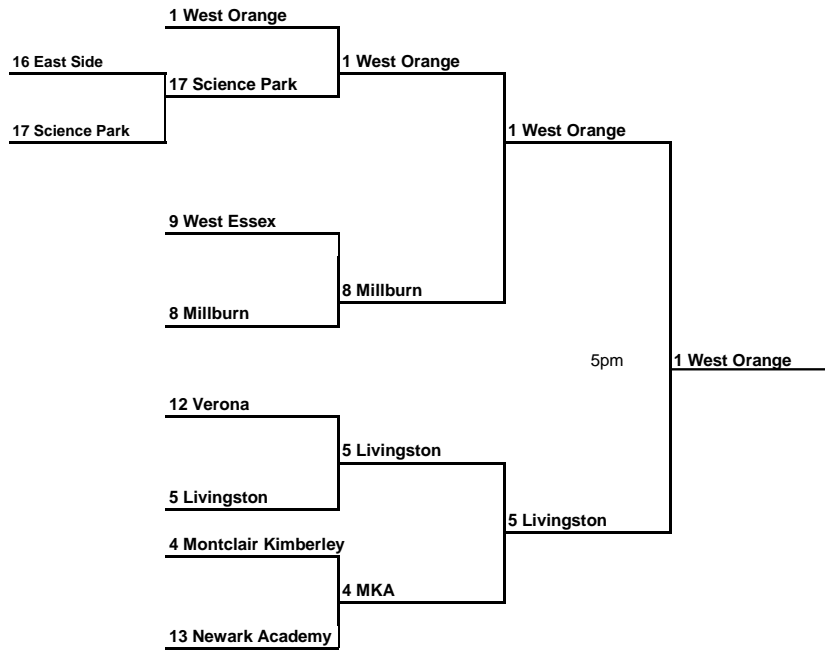 1 West Orange
16 East Side
1 West Orange
17 Science Park
17 Science Park
1 West Orange
9 West Essex
8 Millburn
8 Millburn
5pm
1 West Orange
12 Verona
5 Livingston
5 Livingston
5 Livingston
4 Montclair Kimberley
4 MKA
13 Newark Academy